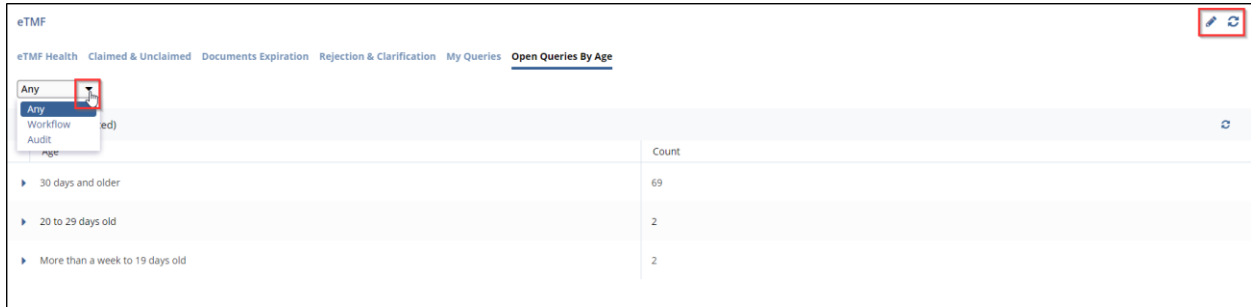 eTMF
eTMF Health Claimed & Unclaimed Documents Expiration Rejection & Clarification My Queries Open Queries By Age
Any
Any
Workflow
Audit
Age Count
30 days and older 69
20 to 29 days old 2
More than a week to 19 days old 2